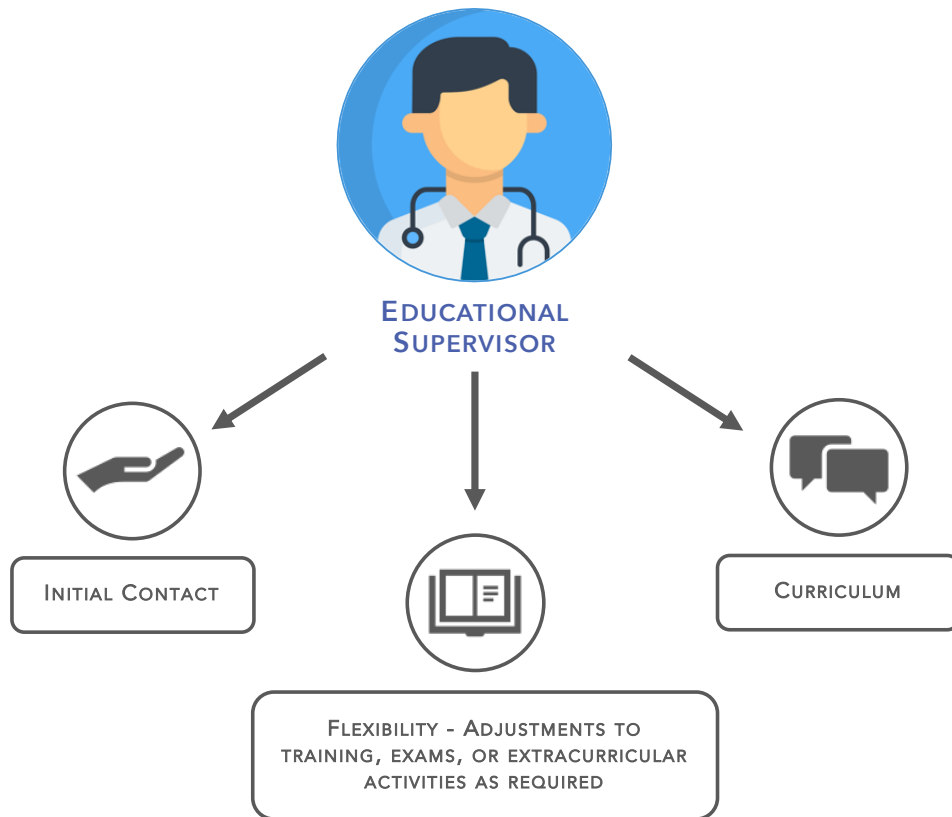 EDUCATIONAL
SUPERVISOR
INITIAL CONTACT
CURRICULUM
FLEXIBILITY - ADJUSTMENTS TO
TRAINING, EXAMS, OR EXTRACURRICULAR
ACTIVITIES AS REQUIRED